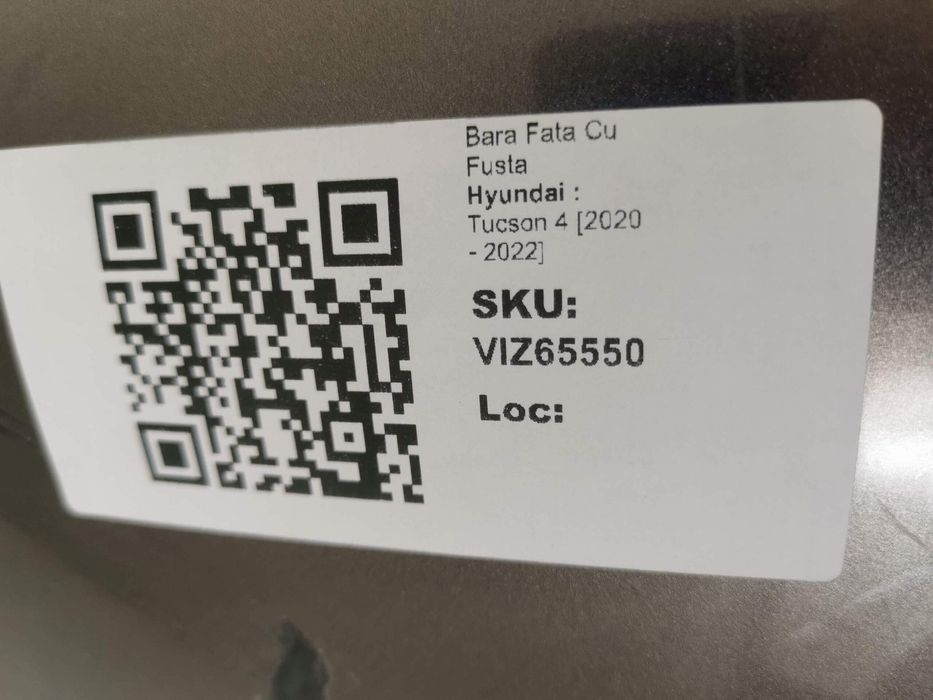 Bara Fata Cu
Fusta
Hyundai :
Tucson 4 [2020
- 2022]
SKU:
VIZ65550
Loc: